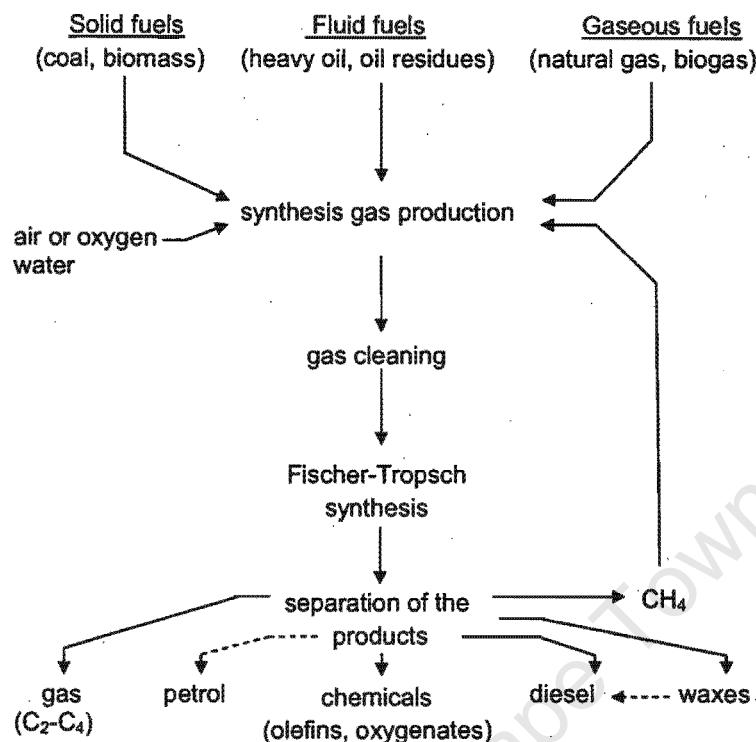 Solid fuels
(coal, biomass)
Fluid fuels
(heavy oil, oil residues)
Gaseous fuels
(natural gas, biogas)
synthesis gas production
air or oxygen
water
gas cleaning
Fischer-Tropsch
synthesis
separation of the
products
CH₄
gas
(C₂-C₄)
petrol
chemicals
(olefins, oxygenates)
diesel
waxes
ape Town